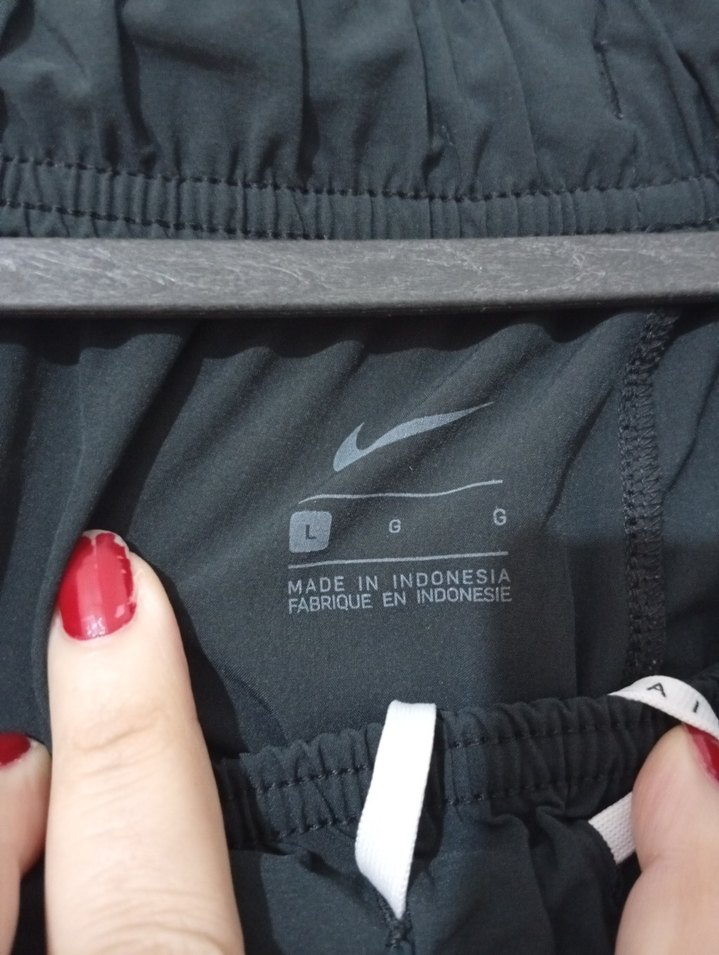 L G G
MADE IN INDONESIA
FABRIQUE EN INDONESIE
A I